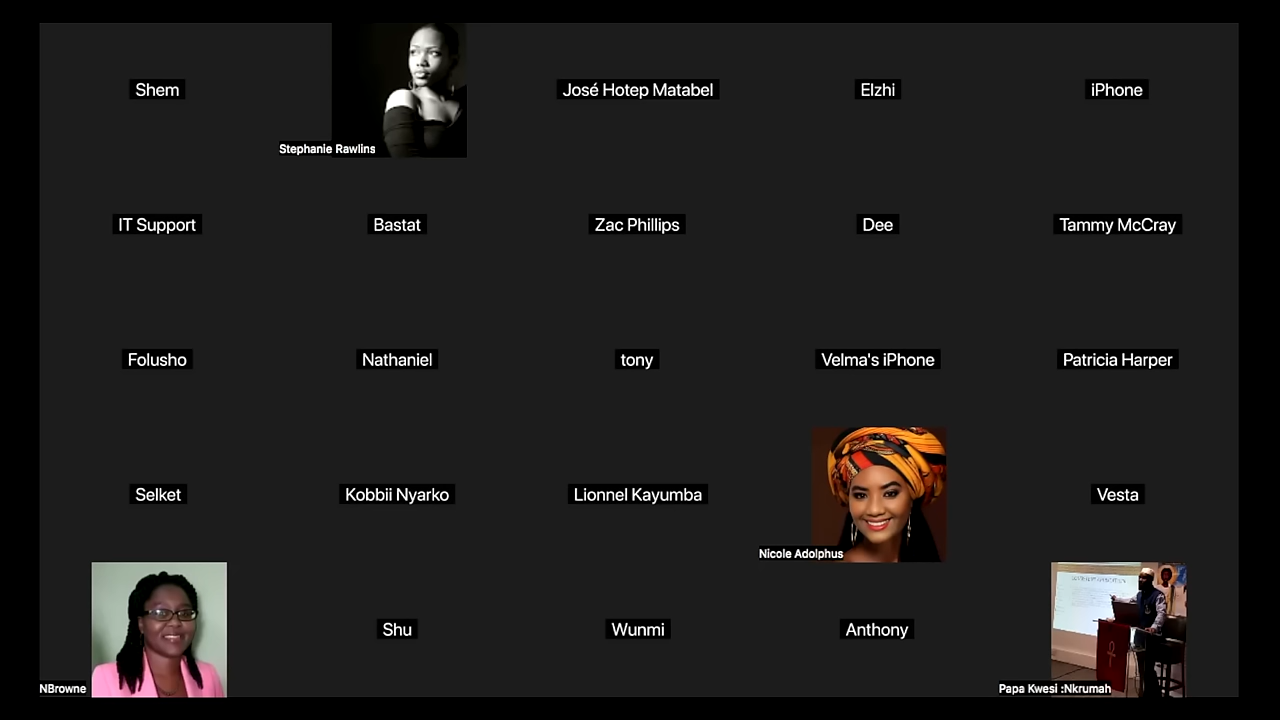 Shem
Stephanie Rawlins
José Hotep Matabel
Elzhi
iPhone
IT Support
Bastat
Zac Phillips
Dee
Tammy McCray
Folusho
Nathaniel
tony
Velma's iPhone
Patricia Harper
Selket
Kobbii Nyarko
Lionnel Kayumba
Nicole Adolphus
Vesta
NBrowne
Shu
Wunmi
Anthony
Papa Kwesi :Nkrumah